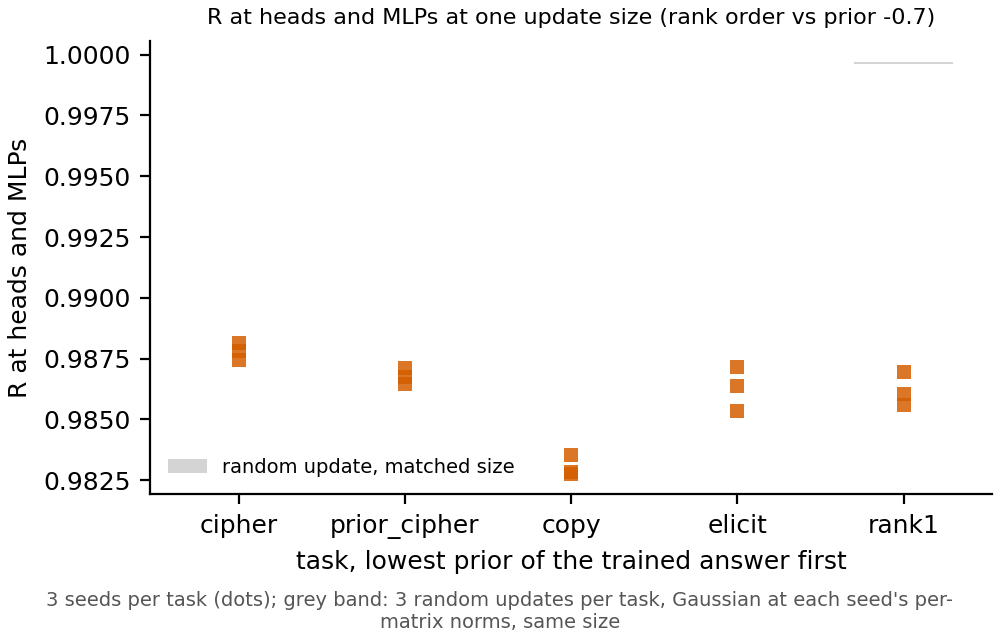 R at heads and MLPs at one update size (rank order vs prior -0.7)
R at heads and MLPs
1.0000
0.9975
0.9950
0.9925
0.9900
0.9875
0.9850
0.9825
random update, matched size
cipher
prior_cipher
copy
elicit
rank1
task, lowest prior of the trained answer first
3 seeds per task (dots); grey band: 3 random updates per task, Gaussian at each seed's per-
matrix norms, same size